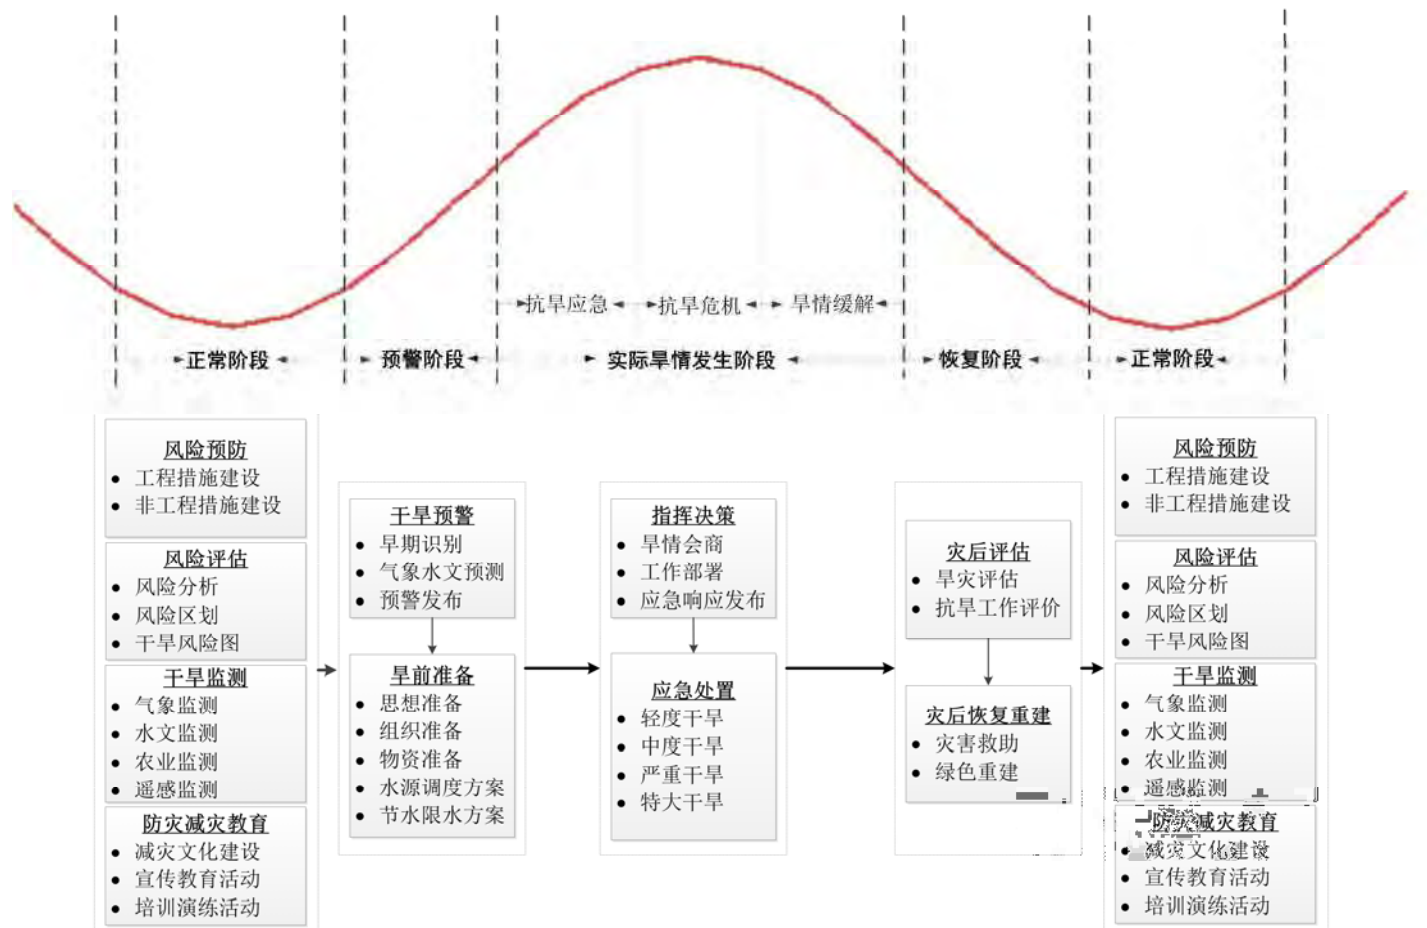 抗旱应急
抗旱危机
旱情缓解
正常阶段
预警阶段
实际旱情发生阶段
恢复阶段
正常阶段
风险预防
工程措施建设
非工程措施建设
风险评估
风险分析
风险区划
干旱风险图
干旱监测
气象监测
水文监测
农业监测
遥感监测
防灾减灾教育
减灾文化建设
宣传教育活动
培训演练活动
干旱预警
早期识别
气象水文预测
预警发布
旱前准备
思想准备
组织准备
物资准备
水源调度方案
节水限水方案
指挥决策
旱情会商
工作部署
应急响应发布
应急处置
轻度干旱
中度干旱
严重干旱
特大干旱
灾后评估
旱灾评估
抗旱工作评价
灾后恢复重建
灾害救助
绿色重建
风险预防
工程措施建设
非工程措施建设
风险评估
风险分析
风险区划
干旱风险图
干旱监测
气象监测
水文监测
农业监测
遥感监测
防灾减灾教育
减灾文化建设
宣传教育活动
培训演练活动